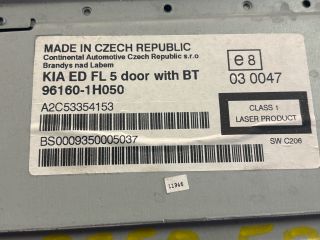 MADE IN CZECH REPUBLIC
Continental Automotive Czech Republic s.r.o
Brandys nad Labem
KIA ED FL 5 door with BT
96160-1H050
A2C53354153
BS0009350005037
e8
03 0047
CLASS 1
LASER PRODUCT
SW C206